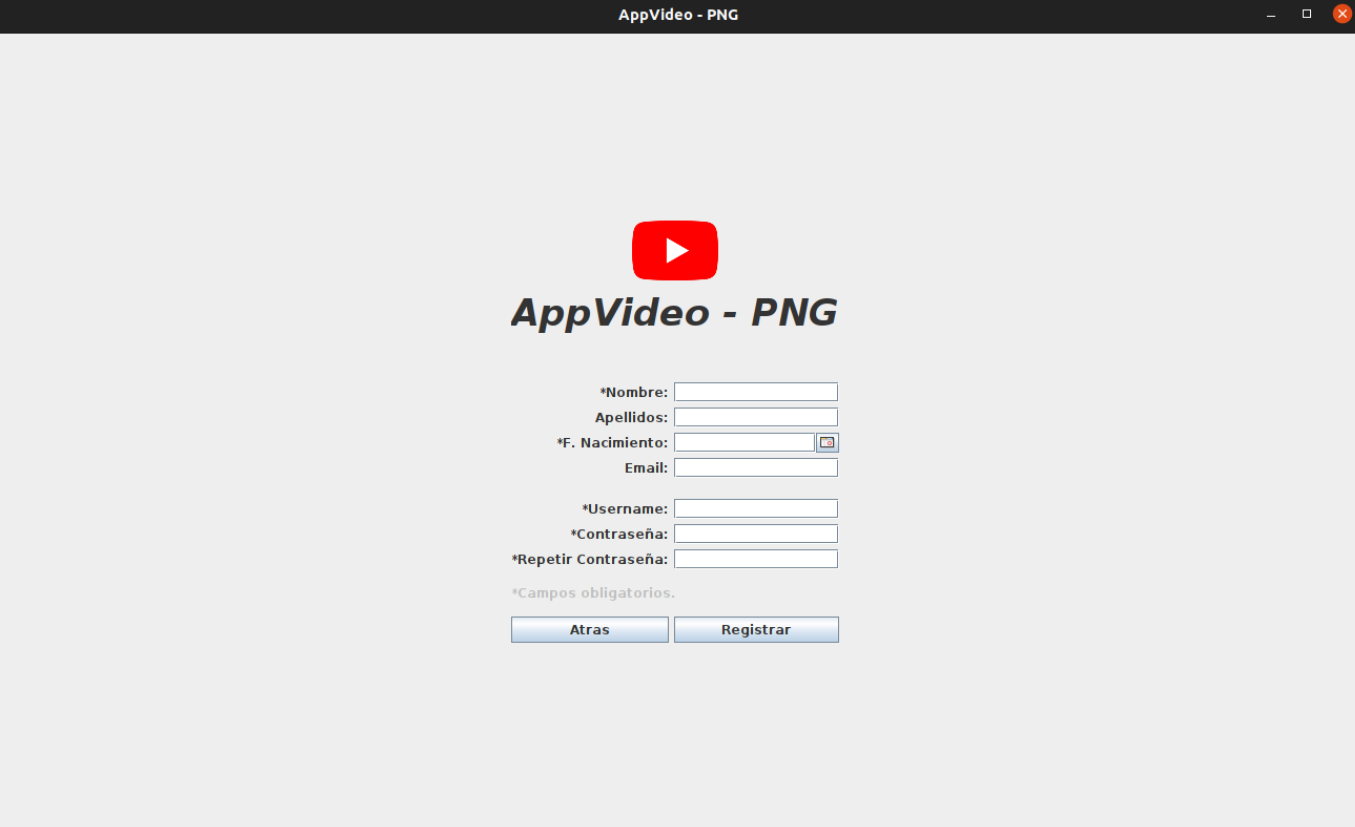 AppVideo - PNG
AppVideo - PNG
*Nombre:
Apellidos:
*F. Nacimiento:
Email:
*Username:
*Contraseña:
*Repetir Contraseña:
*Campos obligatorios.
Atras Registrar